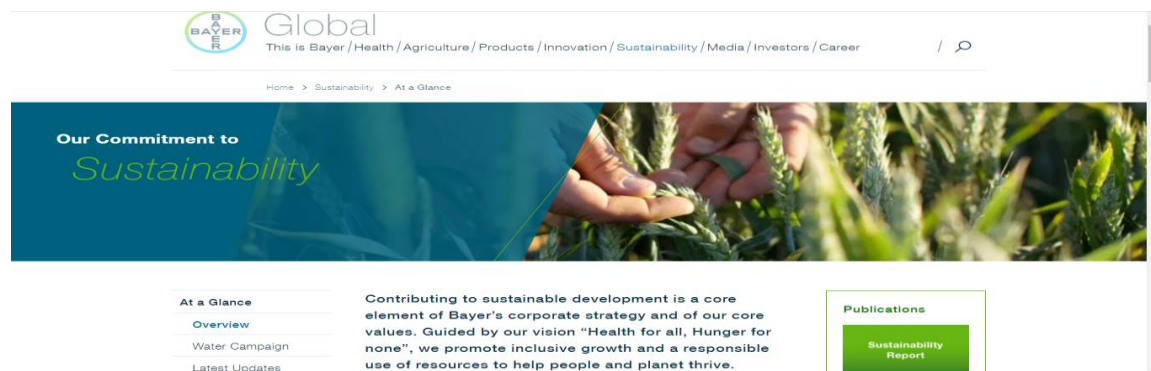 BAYER
BAYER
Global
This is Bayer / Health / Agriculture / Products / Innovation / Sustainability / Media / Investors / Career /
Home > Sustainability > At a Glance
Our Commitment to
Sustainability
At a Glance
Overview
Water Campaign
Latest Updates
Contributing to sustainable development is a core
element of Bayer's corporate strategy and of our core
values. Guided by our vision “Health for all, Hunger for
none”, we promote inclusive growth and a responsible
use of resources to help people and planet thrive.
Publications
Sustainability
Report